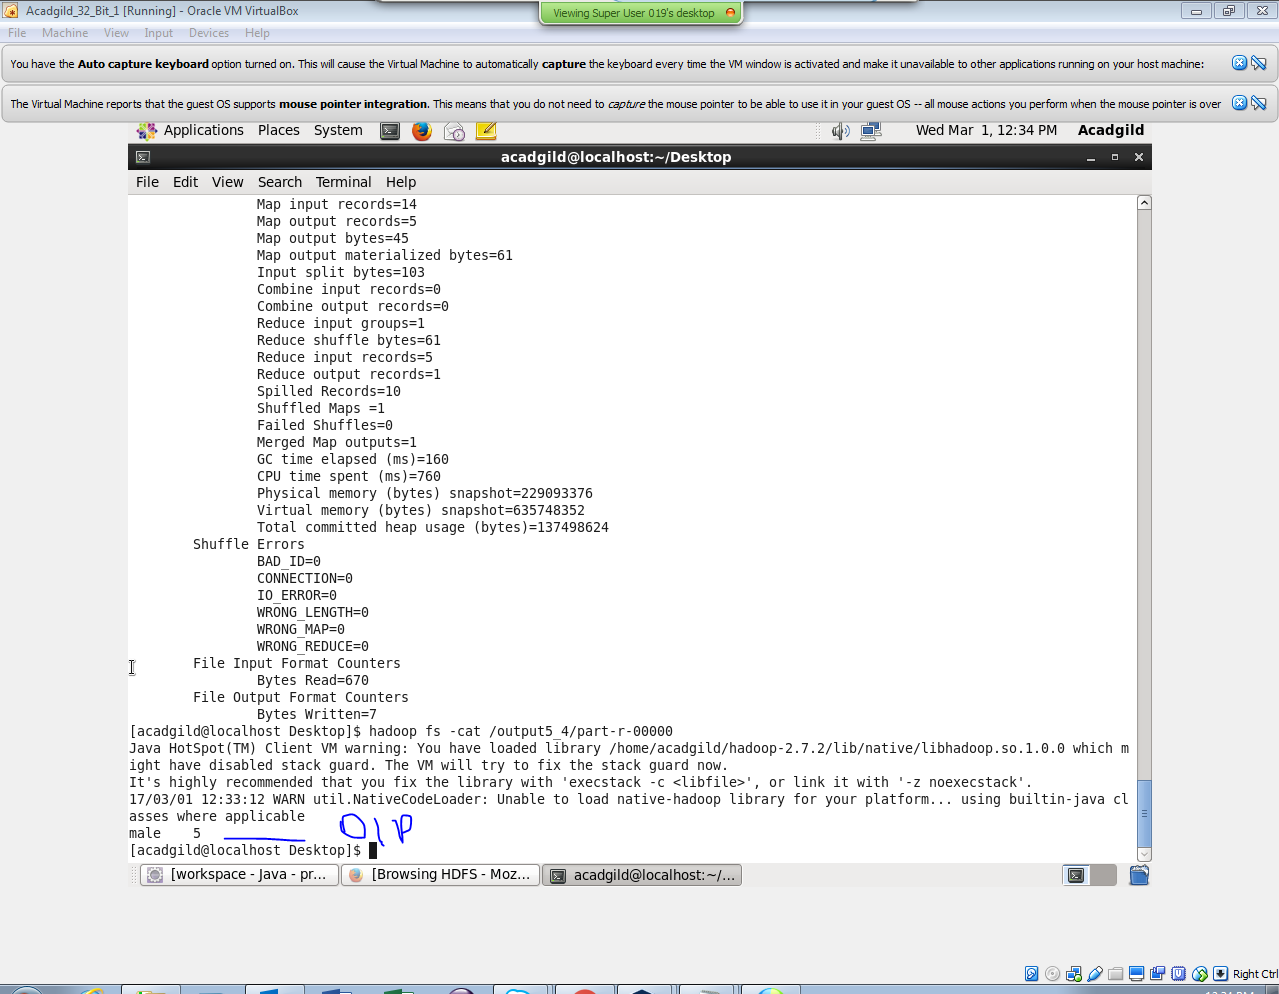 Acadgild_32_Bit_1 [Running] - Oracle VM VirtualBox
Viewing Super User 019's desktop
File Machine View Input Devices Help
You have the Auto capture keyboard option turned on. This will cause the Virtual Machine to automatically capture the keyboard every time the VM window is activated and make it unavailable to other applications running on your host machine:
The Virtual Machine reports that the guest OS supports mouse pointer integration. This means that you do not need to capture the mouse pointer to be able to use it in your guest OS -- all mouse actions you perform when the mouse pointer is over
Applications Places System Wed Mar 1, 12:34 PM Acadgild
acadgild@localhost:~/Desktop
File Edit View Search Terminal Help
Map input records=14
Map output records=5
Map output bytes=45
Map output materialized bytes=61
Input split bytes=103
Combine input records=0
Combine output records=0
Reduce input groups=1
Reduce shuffle bytes=61
Reduce input records=5
Reduce output records=1
Spilled Records=10
Shuffled Maps =1
Failed Shuffles=0
Merged Map outputs=1
GC time elapsed (ms)=160
CPU time spent (ms)=760
Physical memory (bytes) snapshot=229093376
Virtual memory (bytes) snapshot=635748352
Total committed heap usage (bytes)=137498624
Shuffle Errors
BAD_ID=0
CONNECTION=0
IO_ERROR=0
WRONG_LENGTH=0
WRONG_MAP=0
WRONG_REDUCE=0
File Input Format Counters
Bytes Read=670
File Output Format Counters
Bytes Written=7
[acadgild@localhost Desktop]$ hadoop fs -cat /output5_4/part-r-00000
Java HotSpot(TM) Client VM warning: You have loaded library /home/acadgild/hadoop-2.7.2/lib/native/libhadoop.so.1.0.0 which m
ight have disabled stack guard. The VM will try to fix the stack guard now.
It's highly recommended that you fix the library with 'execstack -c <libfile>', or link it with '-z noexecstack'.
17/03/01 12:33:12 WARN util.NativeCodeLoader: Unable to load native-hadoop library for your platform... using builtin-java cl
asses where applicable
male 5 O/P
[acadgild@localhost Desktop]$
[workspace - Java - pr... [Browsing HDFS - Moz... acadgild@localhost:~/...
Right Ctrl